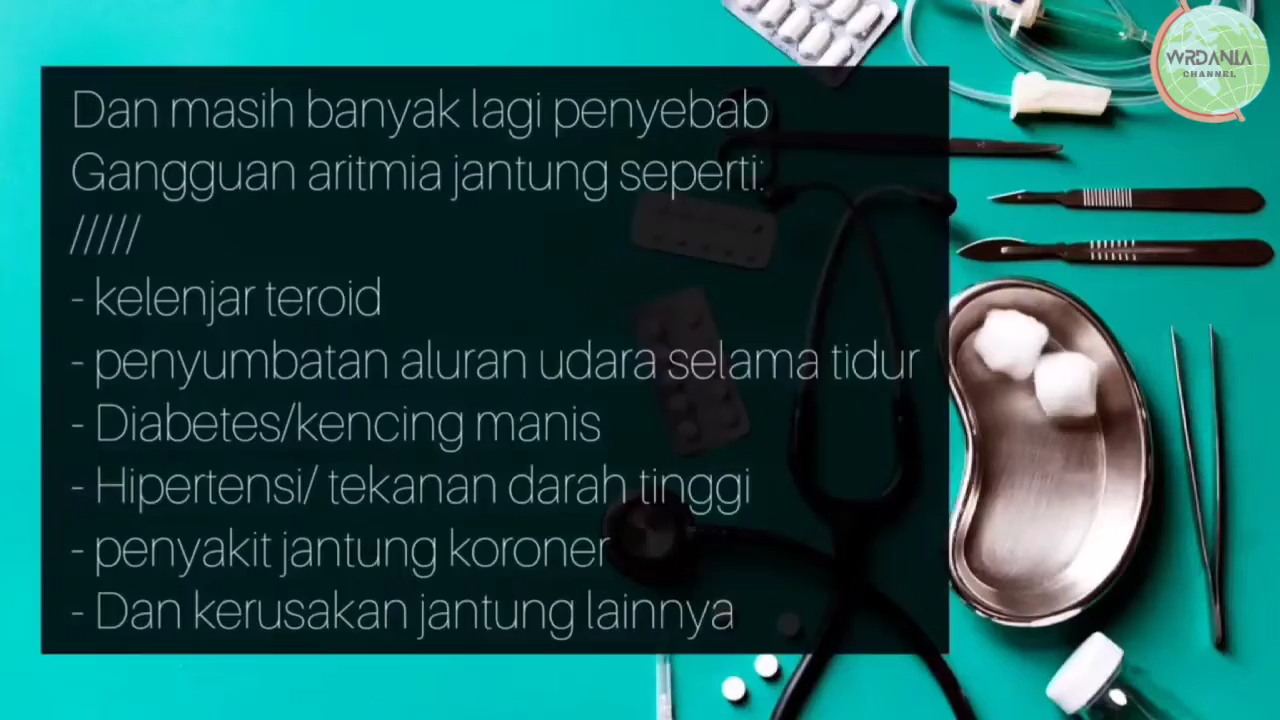 Dan masih banyak lagi penyebab
Gangguan aritmia jantung seperti:
/////
- kelenjar teroid
- penyumbatan aluran udara selama tidur
- Diabetes/kencing manis
- Hipertensi/ tekanan darah tinggi
- penyakit jantung koroner
- Dan kerusakan jantung lainnya
WRDANIA
CHANNEL